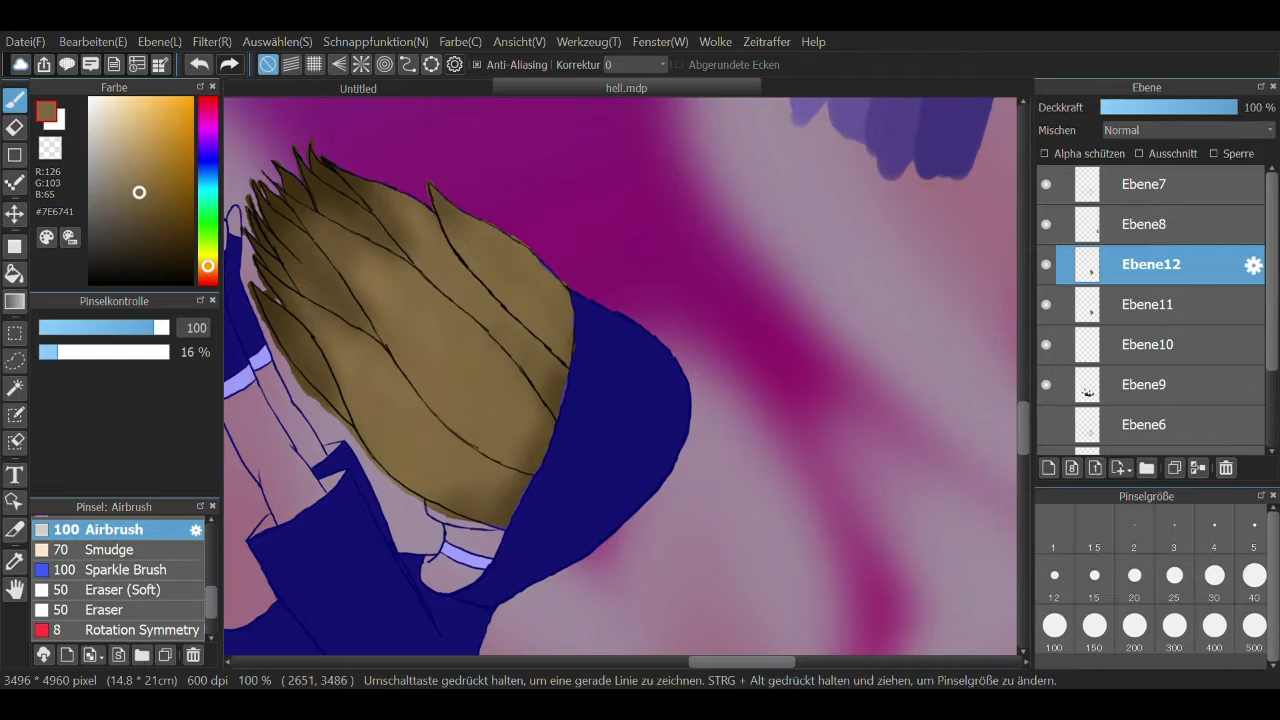 Datei(F) Bearbeiten(E) Ebene(L) Filter(R) Auswählen(S) Schnappfunktion(N) Farbe(C) Ansicht(V) Werkzeug(T) Fenster(W) Wolke Zeitraffer Help
Anti-Aliasing Korrektur 0 Abgerundete Ecken
Farbe
Untitled
hell.mdp
Ebene
R:126
G:103
B:65
#7E6741
Deckkraft 100 %
Mischen Normal
Alpha schützen Ausschnitt Sperre
Ebene7
Ebene8
Ebene12
Ebene11
Ebene10
Ebene9
Ebene6
Pinselkontrolle
100
16 %
T
Pinsel: Airbrush
100 Airbrush
70 Smudge
100 Sparkle Brush
50 Eraser (Soft)
50 Eraser
8 Rotation Symmetry
8 1
Pinselgröße
1 1.5 2 3 4 5
12 15 20 25 30 40
100 150 200 300 400 500
3496 * 4960 pixel (14.8 * 21cm) 600 dpi 100 % ( 2651, 3486 ) Umschalttaste gedrückt halten, um eine gerade Linie zu zeichnen. STRG + Alt gedrückt halten und ziehen, um Pinselgröße zu ändern.